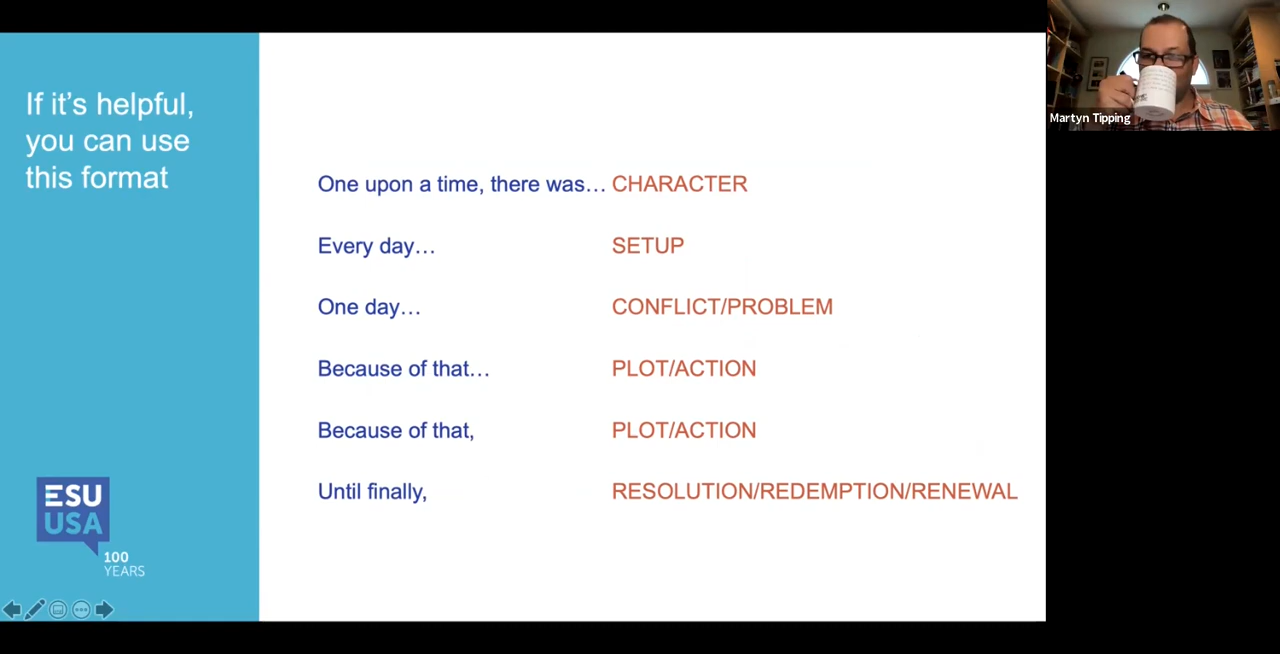 If it's helpful,
you can use
this format
One upon a time, there was… CHARACTER
Every day… SETUP
One day… CONFLICT/PROBLEM
Because of that… PLOT/ACTION
Because of that, PLOT/ACTION
Until finally, RESOLUTION/REDEMPTION/RENEWAL
ESU
USA
100
YEARS
Martyn Tipping